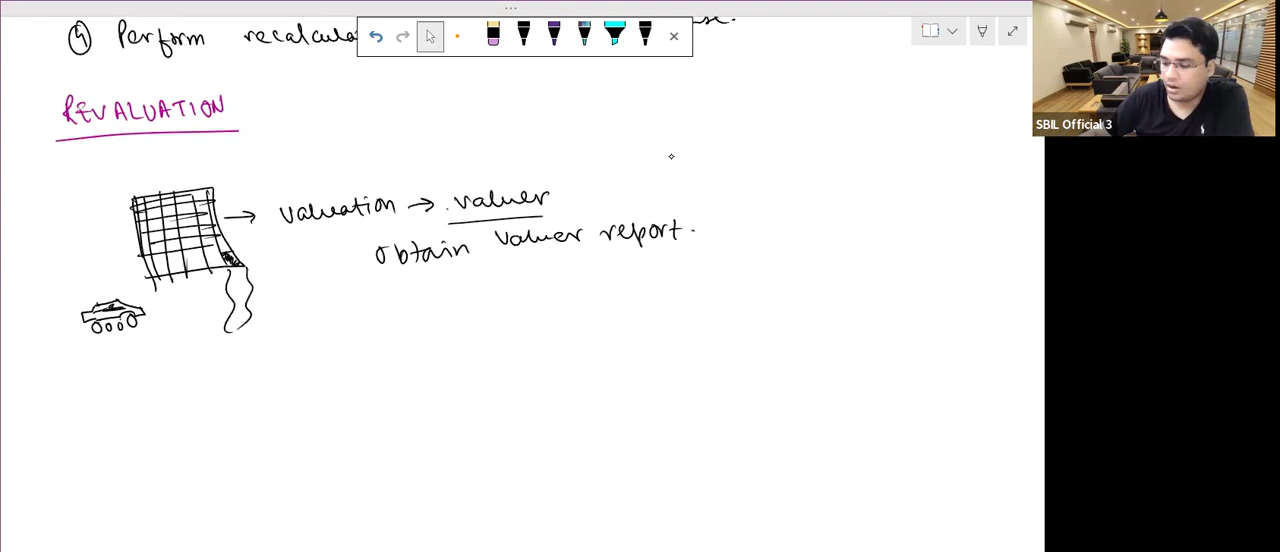 ④ Perform recalcula
REVALUATION
→ valuation → valuer
obtain valuer report.
SBIL Official 3